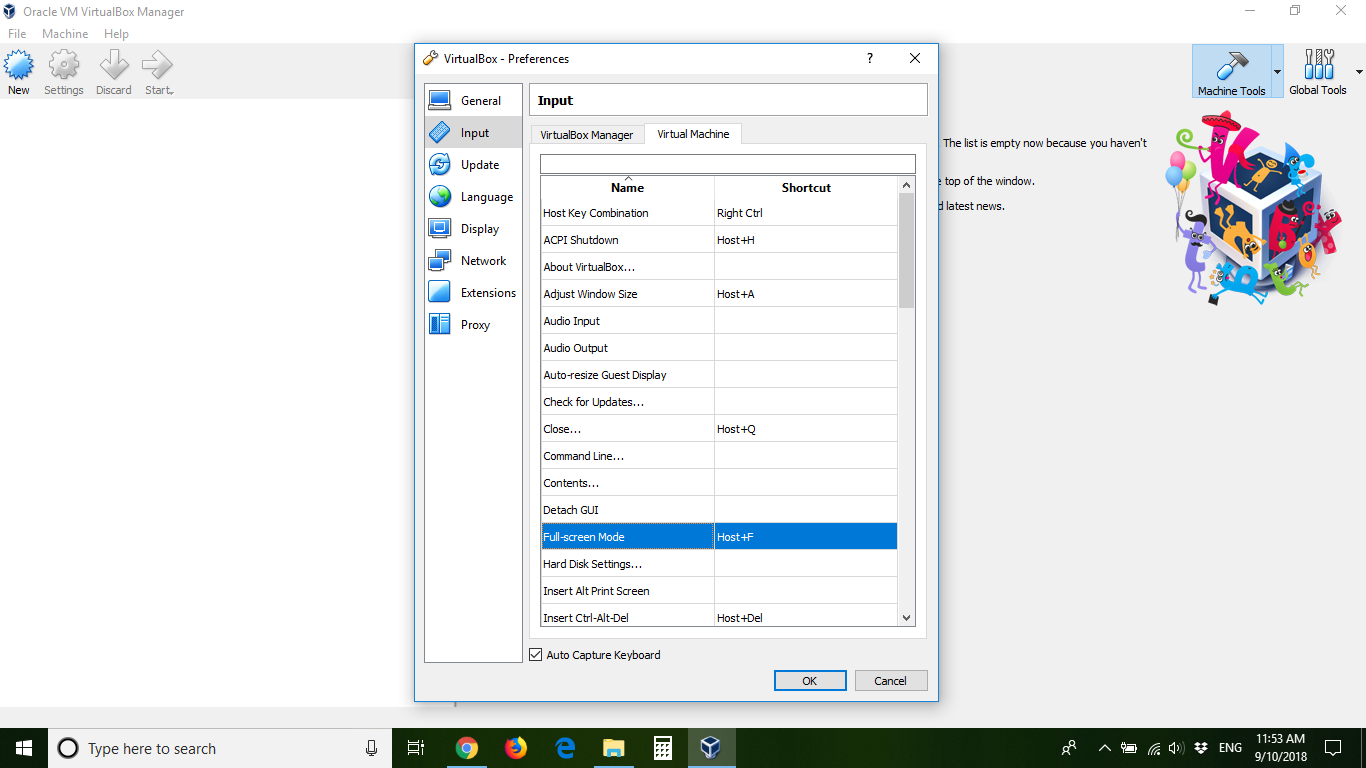 Oracle VM VirtualBox Manager
File Machine Help
New Settings Discard Start
Machine Tools Global Tools
VirtualBox - Preferences ?
General
Input
Update
Language
Display
Network
Extensions
Proxy
Input
VirtualBox Manager Virtual Machine
Name Shortcut
Host Key Combination Right Ctrl
ACPI Shutdown Host+H
About VirtualBox...
Adjust Window Size Host+A
Audio Input
Audio Output
Auto-resize Guest Display
Check for Updates...
Close... Host+Q
Command Line...
Contents...
Detach GUI
Full-screen Mode Host+F
Hard Disk Settings...
Insert Alt Print Screen
Insert Ctrl-Alt-Del Host+Del
Auto Capture Keyboard
OK Cancel
The list is empty now because you haven't
top of the window.
latest news.
Type here to search
ENG
11:53 AM
9/10/2018